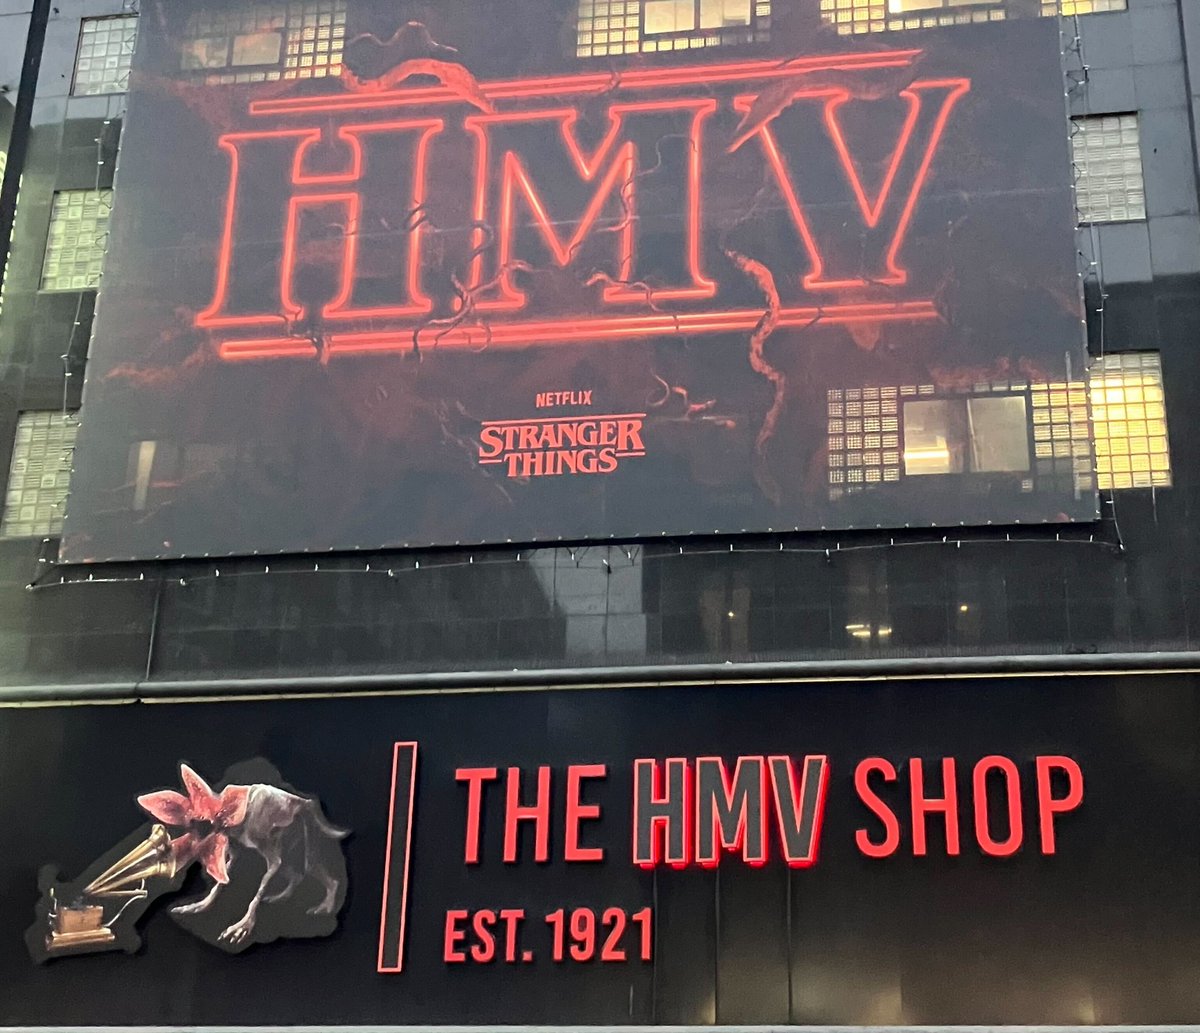 HMV
NETFLIX
STRANGER
THINGS
THE HMV SHOP
EST. 1921